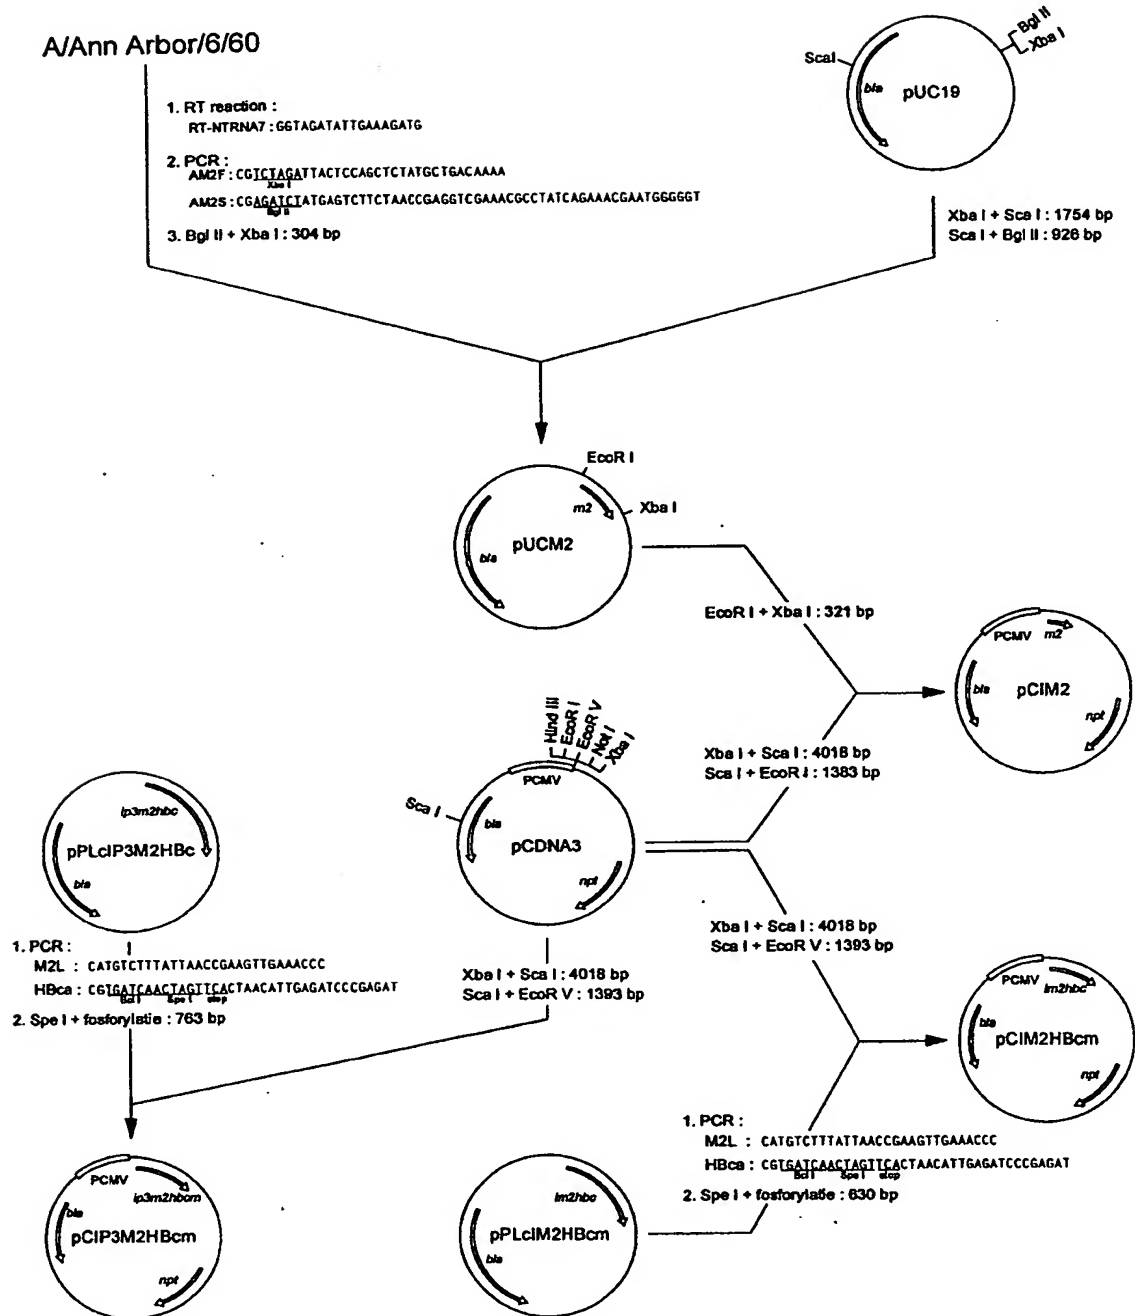 A/Ann Arbor/6/60
1. RT reaction :
RT-NTRNA7 : GGTAGATATTGAAAGATG
2. PCR :
AM2F : CGTCTAGATTACTCCAGCTCTATGCTGACAAAA
Xba I
AM2S : CGAGATCTATGAGTCTTCTAACCGAGGTCGAAACGCCTATCAGAAACGAATGGGGGT
Bgl II
3. Bgl II + Xba I : 304 bp
Sca I
Bgl II
Xba I
bla
pUC19
Xba I + Sca I : 1754 bp
Sca I + Bgl II : 926 bp
EcoR I
m2
Xba I
bla
pUCM2
EcoR I + Xba I : 321 bp
PCMV
m2
bla
pCIM2
npt
Hind III
EcoR I
EcoR V
Not I
Xba I
PCMV
Sca I
bla
pCDNA3
npt
Xba I + Sca I : 4018 bp
Sca I + EcoR I : 1383 bp
ip3m2hbc
pPLcIP3M2HBc
bla
1. PCR :
M2L : CATGTCTTTATTAACCGAAGTTGAAACCC
HBca : CGTGATCAACTAGTTCACTAACATTGAGATCCCGAGAT
Bcl I Spe I stop
2. Spe I + fosforylatie : 763 bp
Xba I + Sca I : 4018 bp
Sca I + EcoR V : 1393 bp
Xba I + Sca I : 4018 bp
Sca I + EcoR V : 1393 bp
PCMV
im2hbc
bla
pCIM2HBcm
npt
1. PCR :
M2L : CATGTCTTTATTAACCGAAGTTGAAACCC
HBca : CGTGATCAACTAGTTCACTAACATTGAGATCCCGAGAT
Bcl I Spe I stop
2. Spe I + fosforylatie : 630 bp
PCMV
ip3m2hbcm
bla
pCIP3M2HBcm
npt
im2hbc
pPLcIM2HBcm
bla